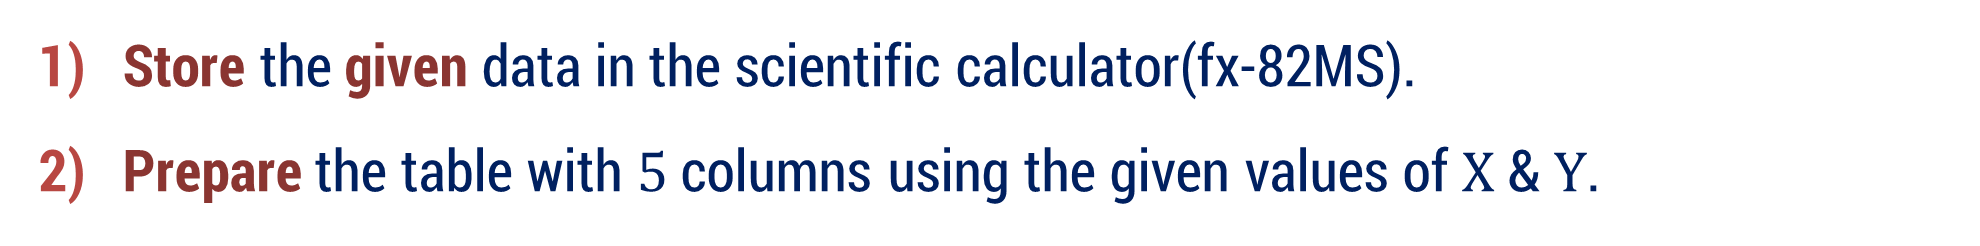 1) Store the given data in the scientific calculator(fx-82MS).
2) Prepare the table with 5 columns using the given values of X & Y.